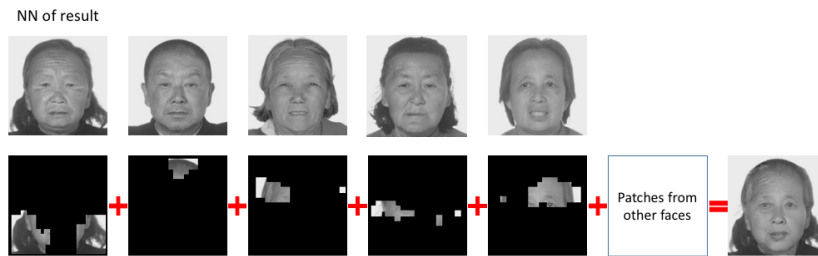 NN of result
+ + + + +
Patches from
other faces
=